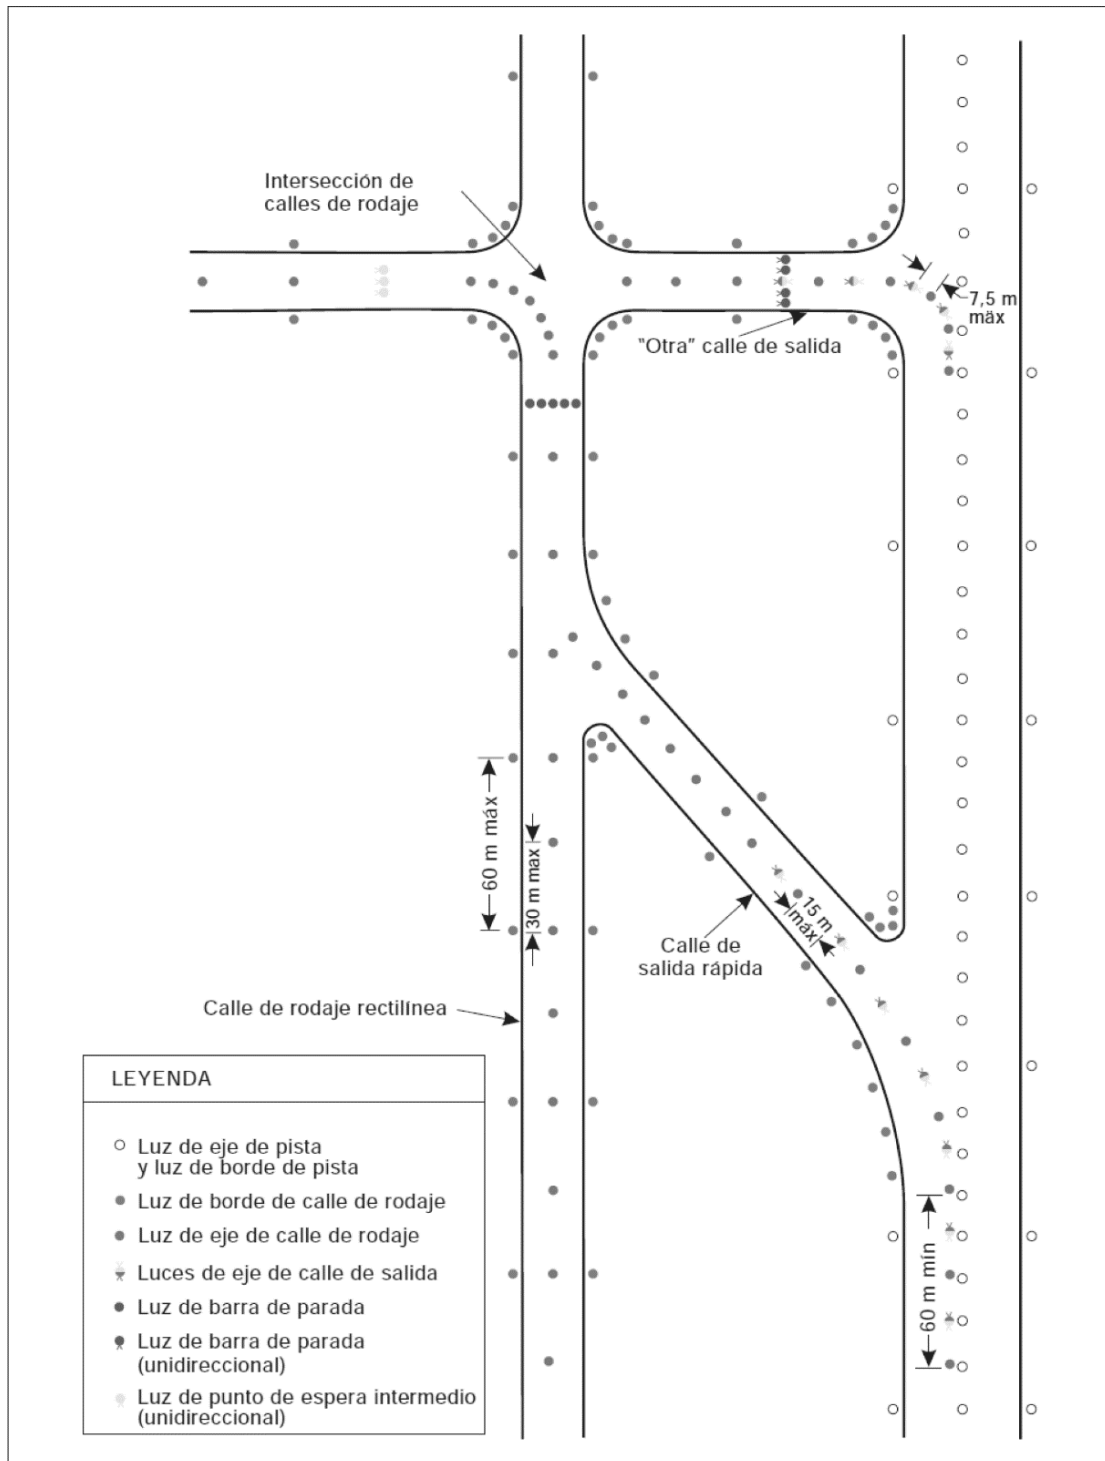 Intersección de
calles de rodaje
7,5 m
mäx
"Otra" calle de salida
60 m máx
30 m max
15 m
máx
Calle de
salida rápida
Calle de rodaje rectilínea
60 m mín
LEYENDA
Luz de eje de pista
y luz de borde de pista
Luz de borde de calle de rodaje
Luz de eje de calle de rodaje
Luces de eje de calle de salida
Luz de barra de parada
Luz de barra de parada
(unidireccional)
Luz de punto de espera intermedio
(unidireccional)